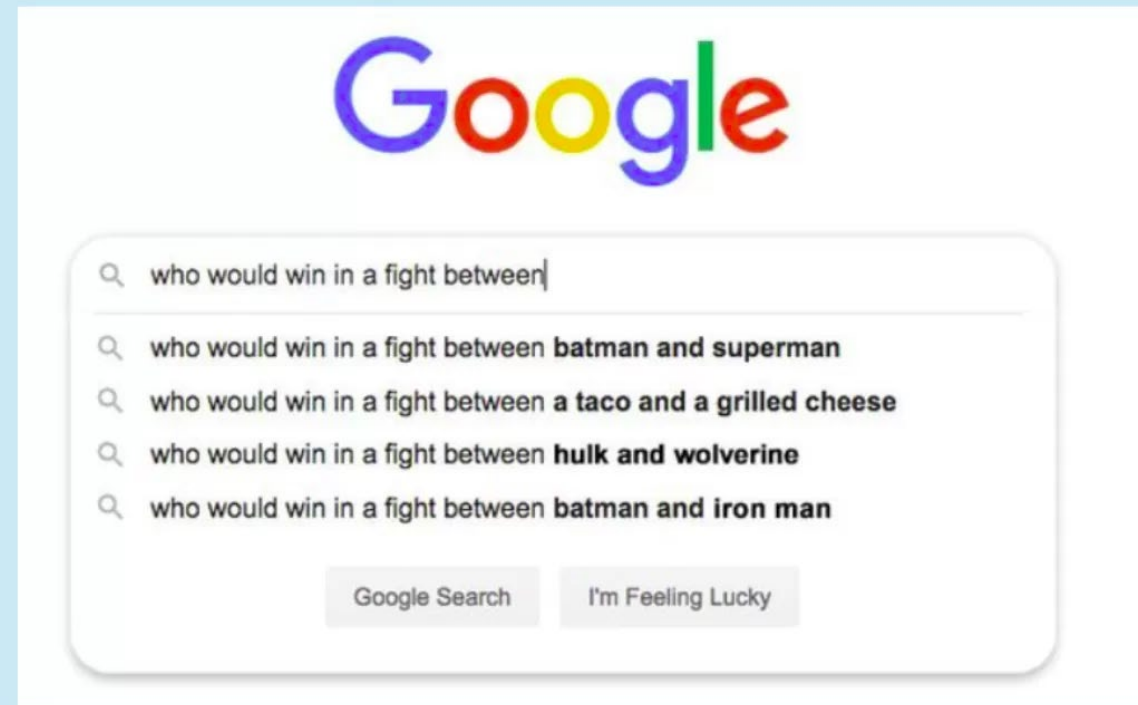 Google
who would win in a fight between
who would win in a fight between batman and superman
who would win in a fight between a taco and a grilled cheese
who would win in a fight between hulk and wolverine
who would win in a fight between batman and iron man
Google Search I'm Feeling Lucky